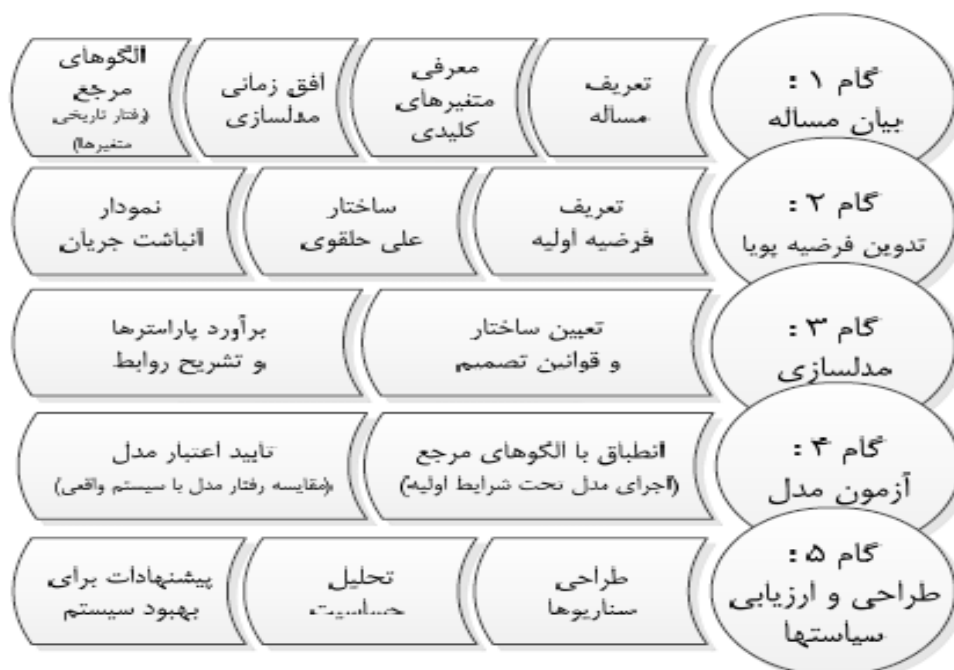 گام ۱ :
بیان مساله
تعریف
مساله
معرفی
متغیرهای
کلیدی
افق زمانی
مدلسازی
الگوهای
مرجع
(رفتار تاریخی
متغیرها)
گام ۲ :
تدوین فرضیه پویا
تعریف
فرضیه اولیه
ساختار
علی حلقوی
نمودار
انباشت جریان
گام ۳ :
مدلسازی
تعیین ساختار
و قوانین تصمیم
برآورد پارامترها
و تشریح روابط
گام ۴ :
آزمون مدل
انطباق با الگوهای مرجع
(اجرای مدل تحت شرایط اولیه)
تایید اعتبار مدل
(مقایسه رفتار مدل با سیستم واقعی)
گام ۵ :
طراحی و ارزیابی
سیاستها
طراحی
سناریوها
تحلیل
حساسیت
پیشنهادات برای
بهبود سیستم